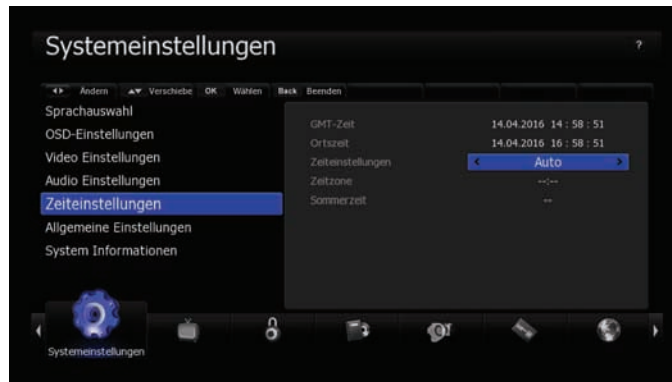 Systemeinstellungen
?
Ändern Verschiebe OK Wählen Back Beenden
Sprachauswahl
OSD-Einstellungen
Video Einstellungen
Audio Einstellungen
Zeiteinstellungen
Allgemeine Einstellungen
System Informationen
GMT-Zeit 14.04.2016 14 : 58 : 51
Ortszeit 14.04.2016 16 : 58 : 51
Zeiteinstellungen < Auto >
Zeitzone --:--
Sommerzeit --
Systemeinstellungen